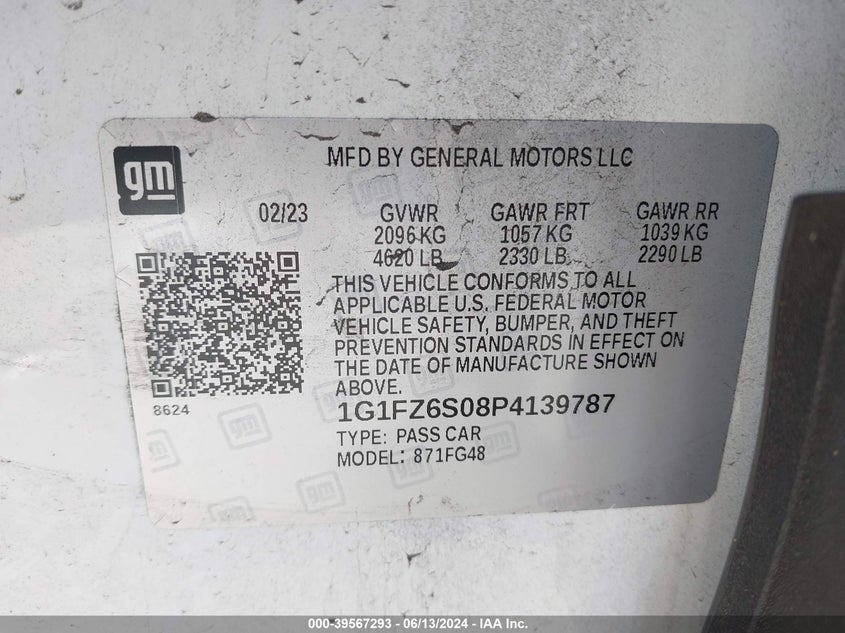 gm
MFD BY GENERAL MOTORS LLC
02/23 GVWR GAWR FRT GAWR RR
2096 KG 1057 KG 1039 KG
4620 LB 2330 LB 2290 LB
THIS VEHICLE CONFORMS TO ALL
APPLICABLE U.S. FEDERAL MOTOR
VEHICLE SAFETY, BUMPER, AND THEFT
PREVENTION STANDARDS IN EFFECT ON
THE DATE OF MANUFACTURE SHOWN
ABOVE.
8624
1G1FZ6S08P4139787
TYPE: PASS CAR
MODEL: 871FG48
000-39567293 - 06/13/2024 - IAA Inc.